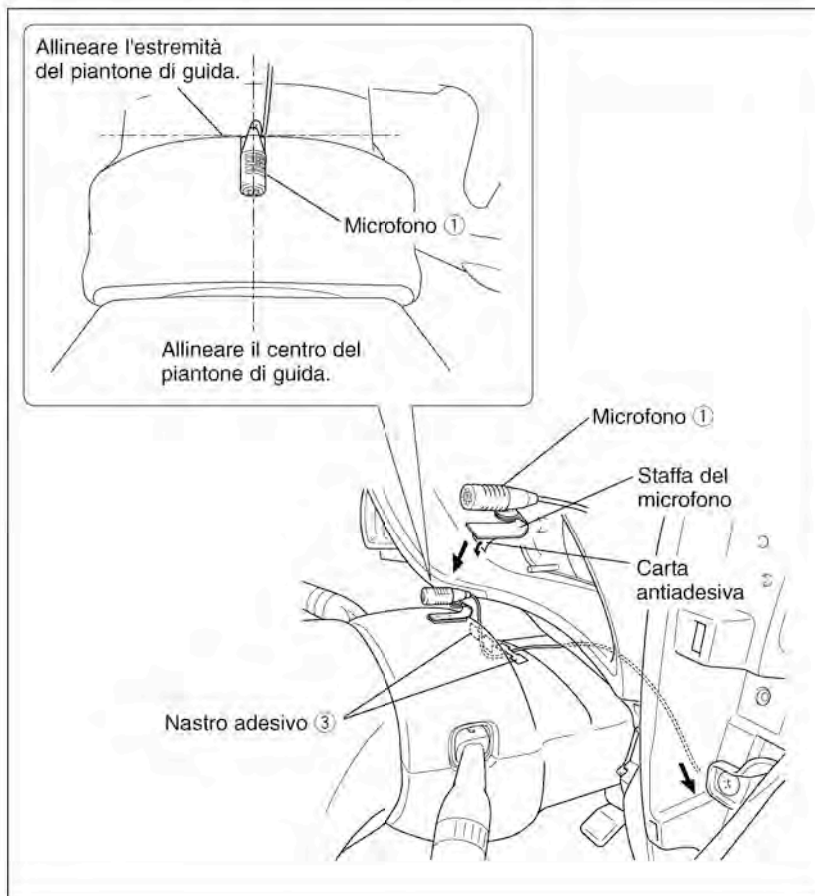 Allineare l'estremità
del piantone di guida.
Microfono ①
Allineare il centro del
piantone di guida.
Microfono ①
Staffa del
microfono
Carta
antiadesiva
Nastro adesivo ③